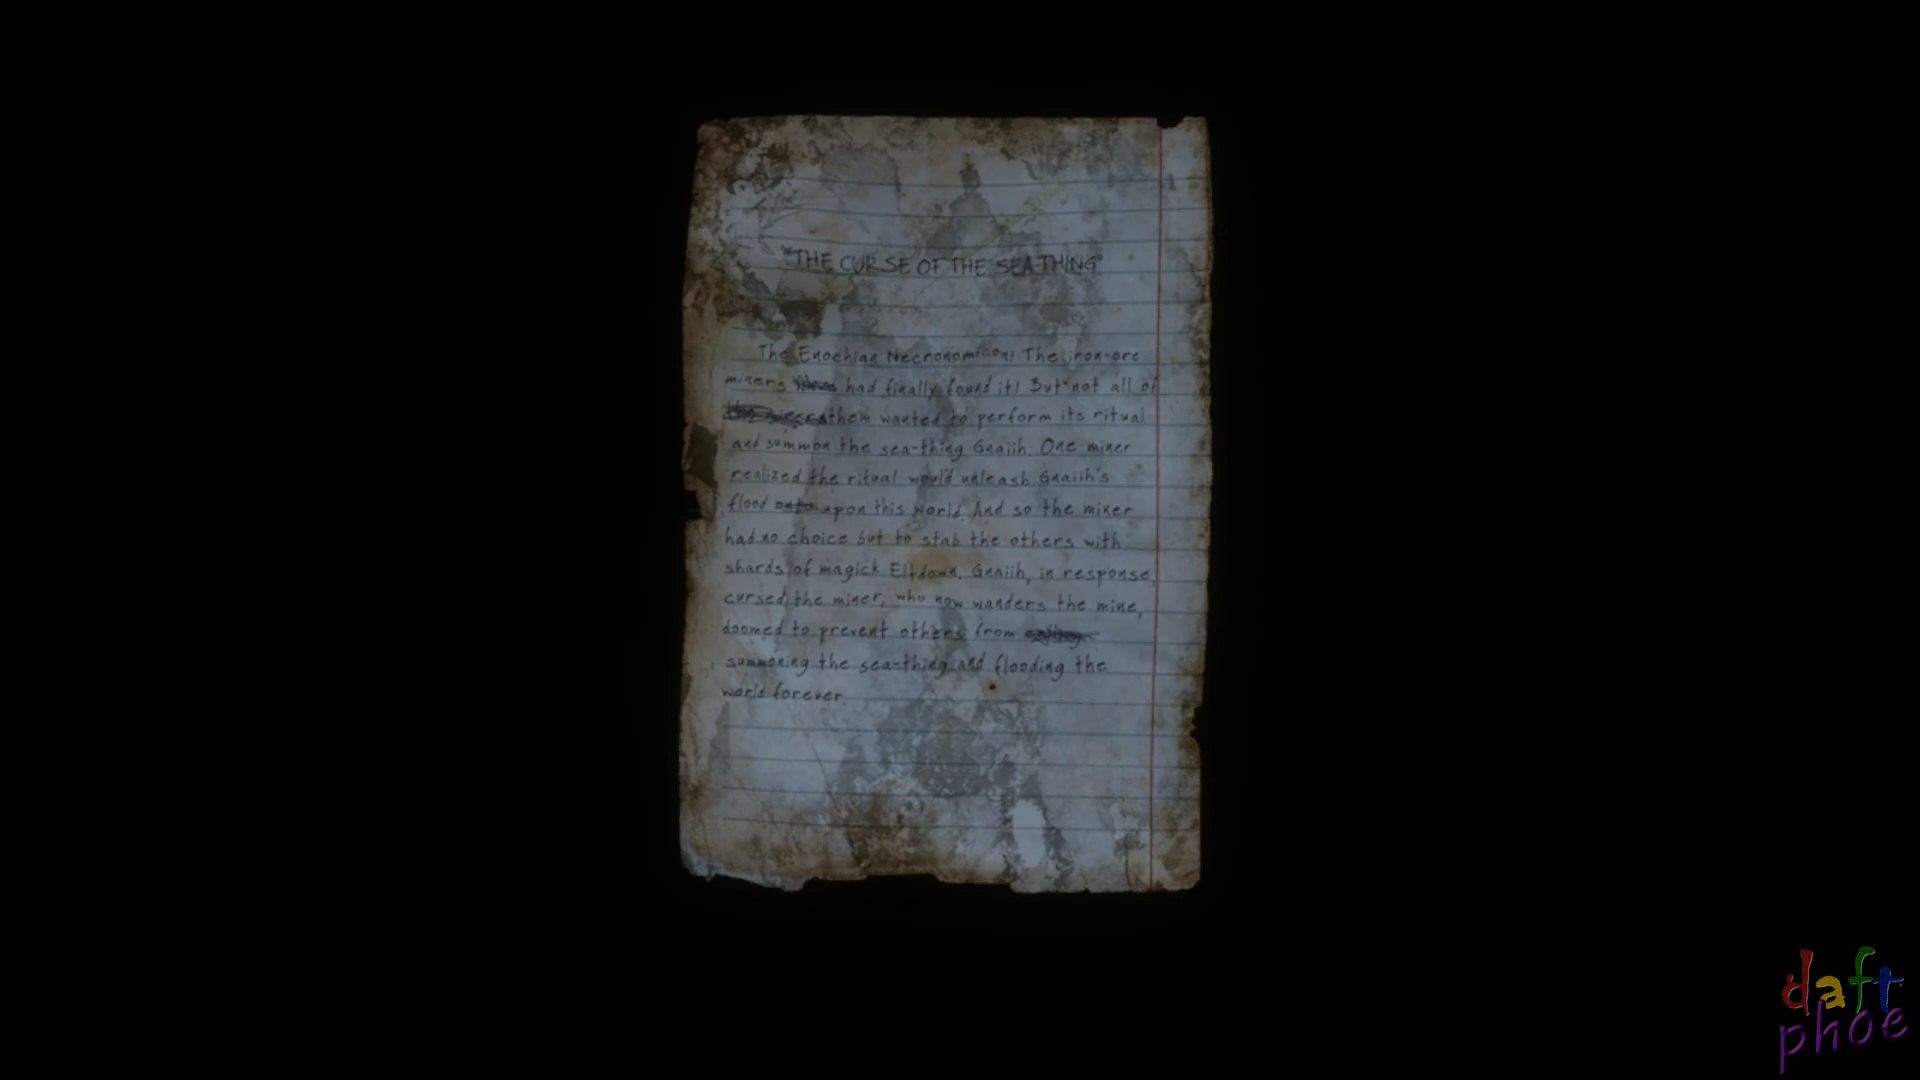 "THE CURSE OF THE SEA-THING"
The Enochian Necronomicon! The iron-ore
miners had finally found it! But not all of
them wanted to perform its ritual
and summon the sea-thing Gnaiih. One miner
realized the ritual would unleash Gnaiih's
flood onto upon this world. And so the miner
had no choice but to stab the others with
shards of magick Eltdown. Gnaiih, in response,
cursed the miner, who now wanders the mine,
doomed to prevent others from
summoning the sea-thing and flooding the
world forever.
daft
phoe